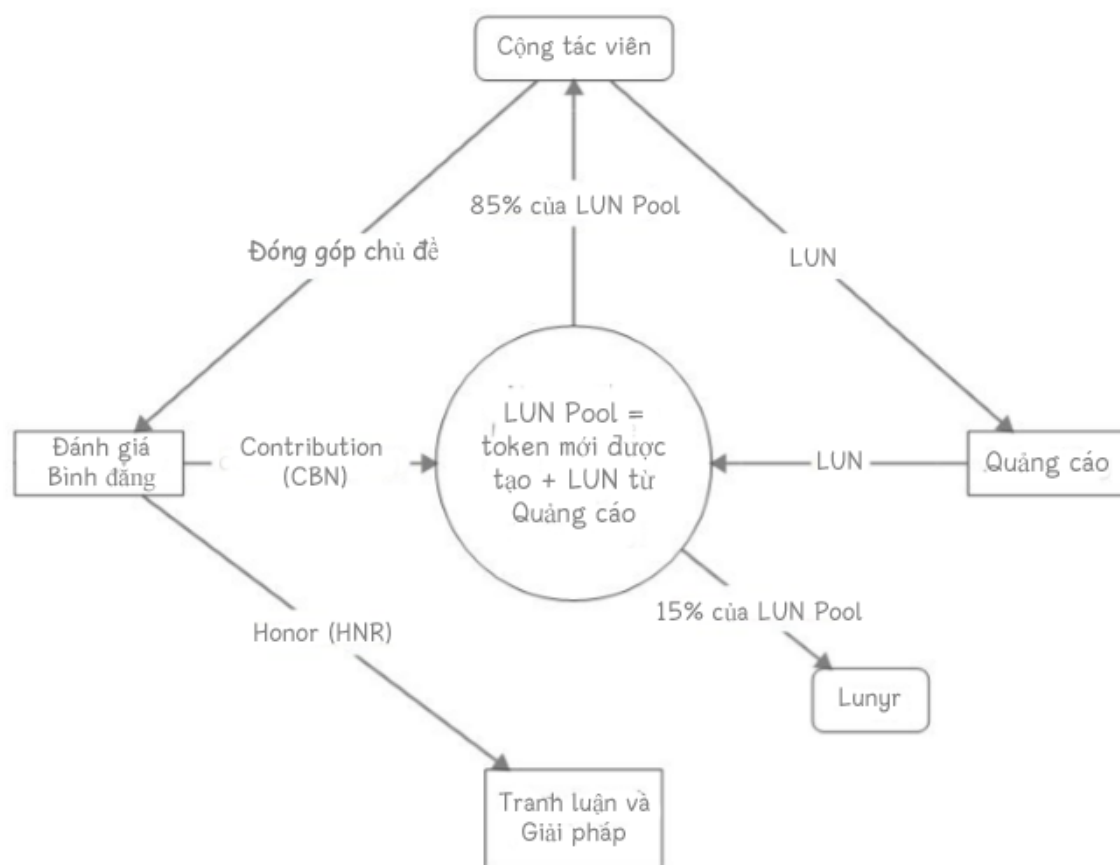 Cộng tác viên
85% của LUN Pool
Đóng góp chủ đề
LUN
LUN Pool =
token mới được
tạo + LUN từ
Quảng cáo
Đánh giá
Bình đẳng
Contribution
(CBN)
LUN
Quảng cáo
15% của LUN Pool
Honor (HNR)
Lunyr
Tranh luận và
Giải pháp